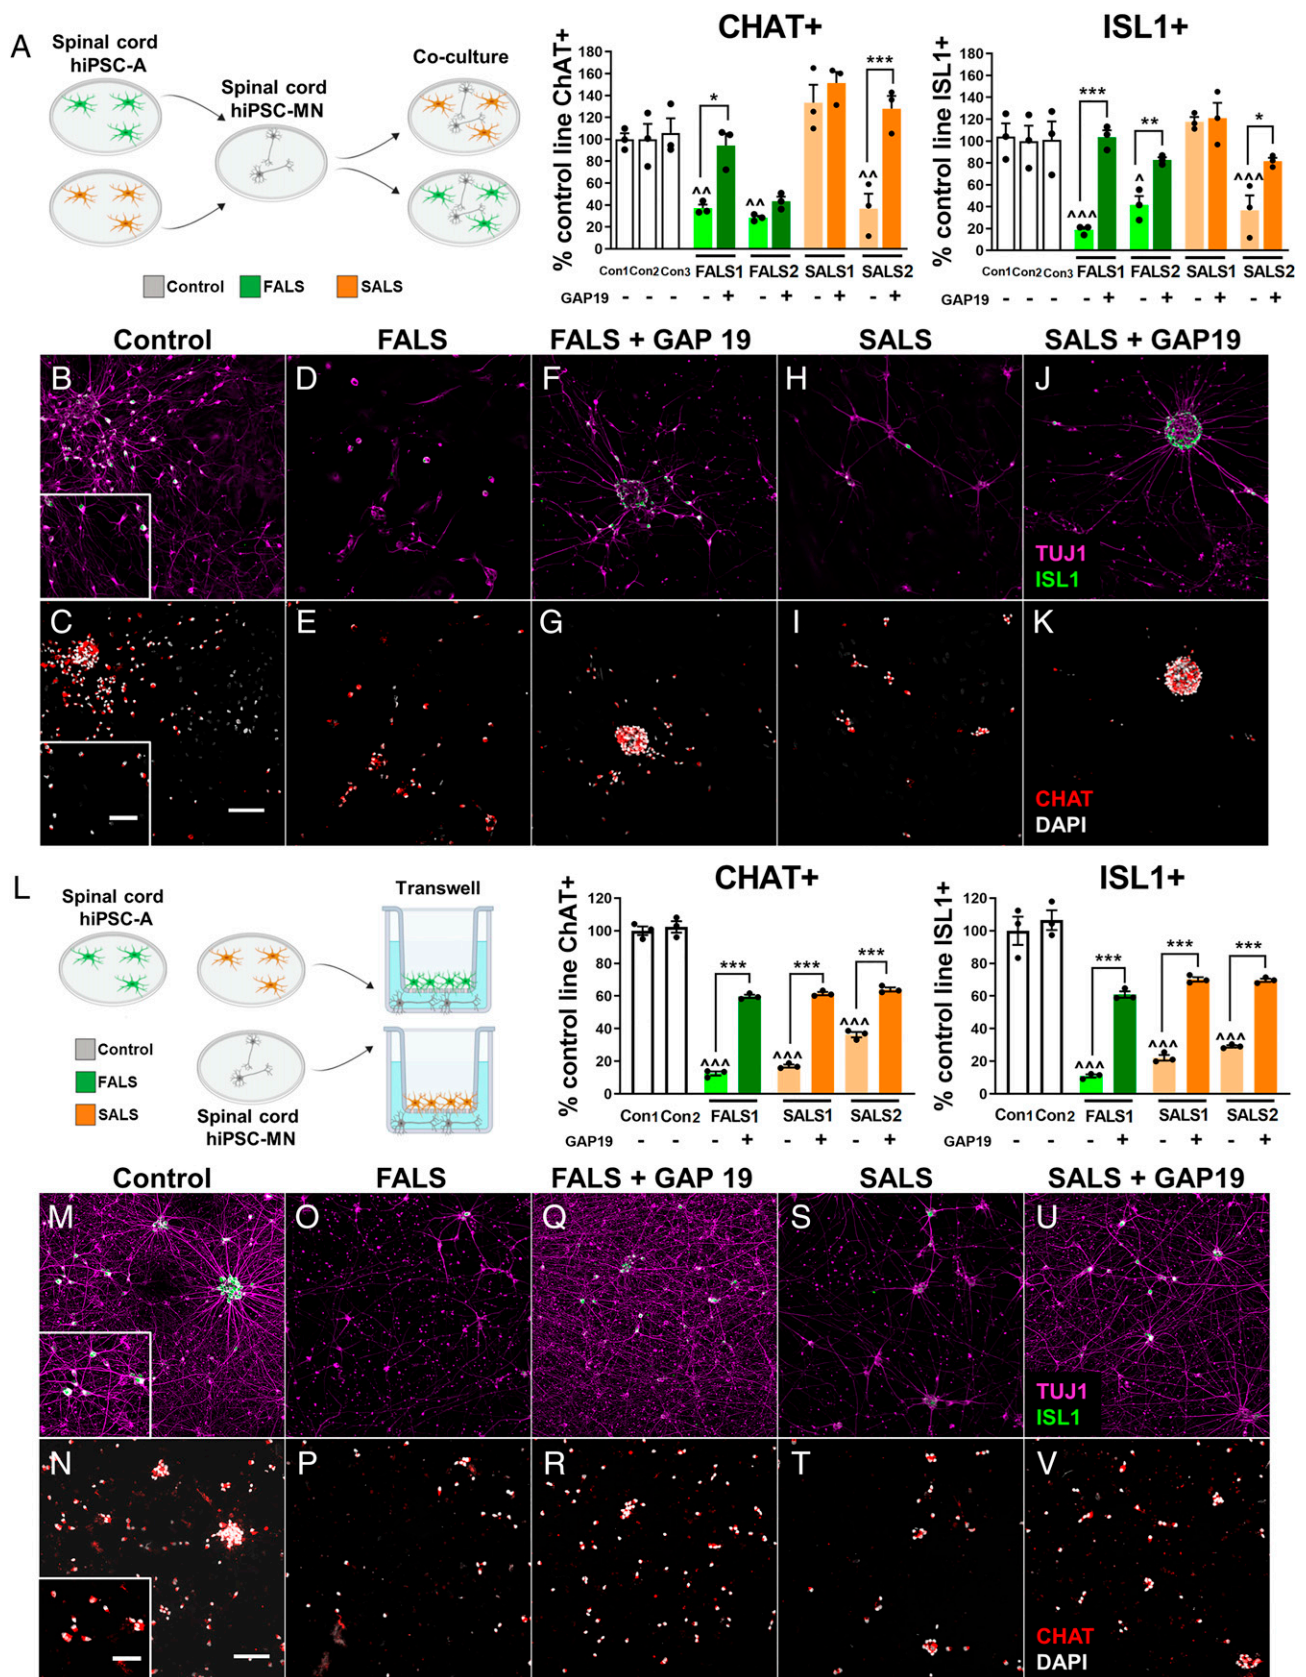 A
Spinal cord
hiPSC-A
Spinal cord
hiPSC-MN
Co-culture
Control
FALS
SALS
CHAT+
% control line ChAT+
180
160
140
120
100
80
60
40
20
0
^^
*
^^
^^
***
Con1 Con2 Con3 FALS1 FALS2 SALS1 SALS2
GAP19 - - - - + - + - + - +
ISL1+
% control line ISL1+
180
160
140
120
100
80
60
40
20
0
^^^
***
^
**
^^^
*
Con1 Con2 Con3 FALS1 FALS2 SALS1 SALS2
GAP19 - - - - + - + - + - +
Control FALS FALS + GAP 19 SALS SALS + GAP19
B D F H J
TUJ1
ISL1
C E G I K
CHAT
DAPI
L
Spinal cord
hiPSC-A
Transwell
Control
FALS
SALS
Spinal cord
hiPSC-MN
CHAT+
% control line ChAT+
120
100
80
60
40
20
0
^^^
***
^^^
***
^^^
***
Con1 Con2 FALS1 SALS1 SALS2
GAP19 - - - + - + - +
ISL1+
% control line ISL1+
120
100
80
60
40
20
0
^^^
***
^^^
***
^^^
***
Con1 Con2 FALS1 SALS1 SALS2
GAP19 - - - + - + - +
Control FALS FALS + GAP 19 SALS SALS + GAP19
M O Q S U
TUJ1
ISL1
N P R T V
CHAT
DAPI